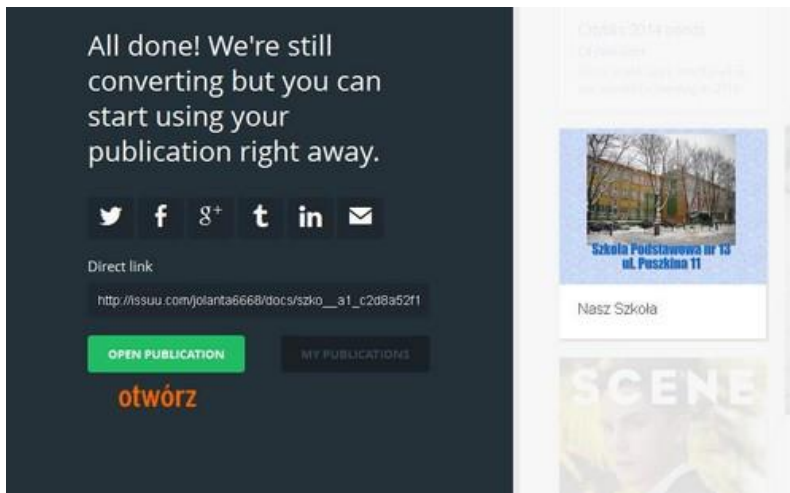 All done! We're still
converting but you can
start using your
publication right away.
f g+ t in
Direct link
http://issuu.com/jolanta6668/docs/szko__a1_c2d8a52f1
OPEN PUBLICATION
MY PUBLICATIONS
otwórz
Szkoła Podstawowa nr 13
ul. Puszkina 11
Nasz Szkoła
SCENE